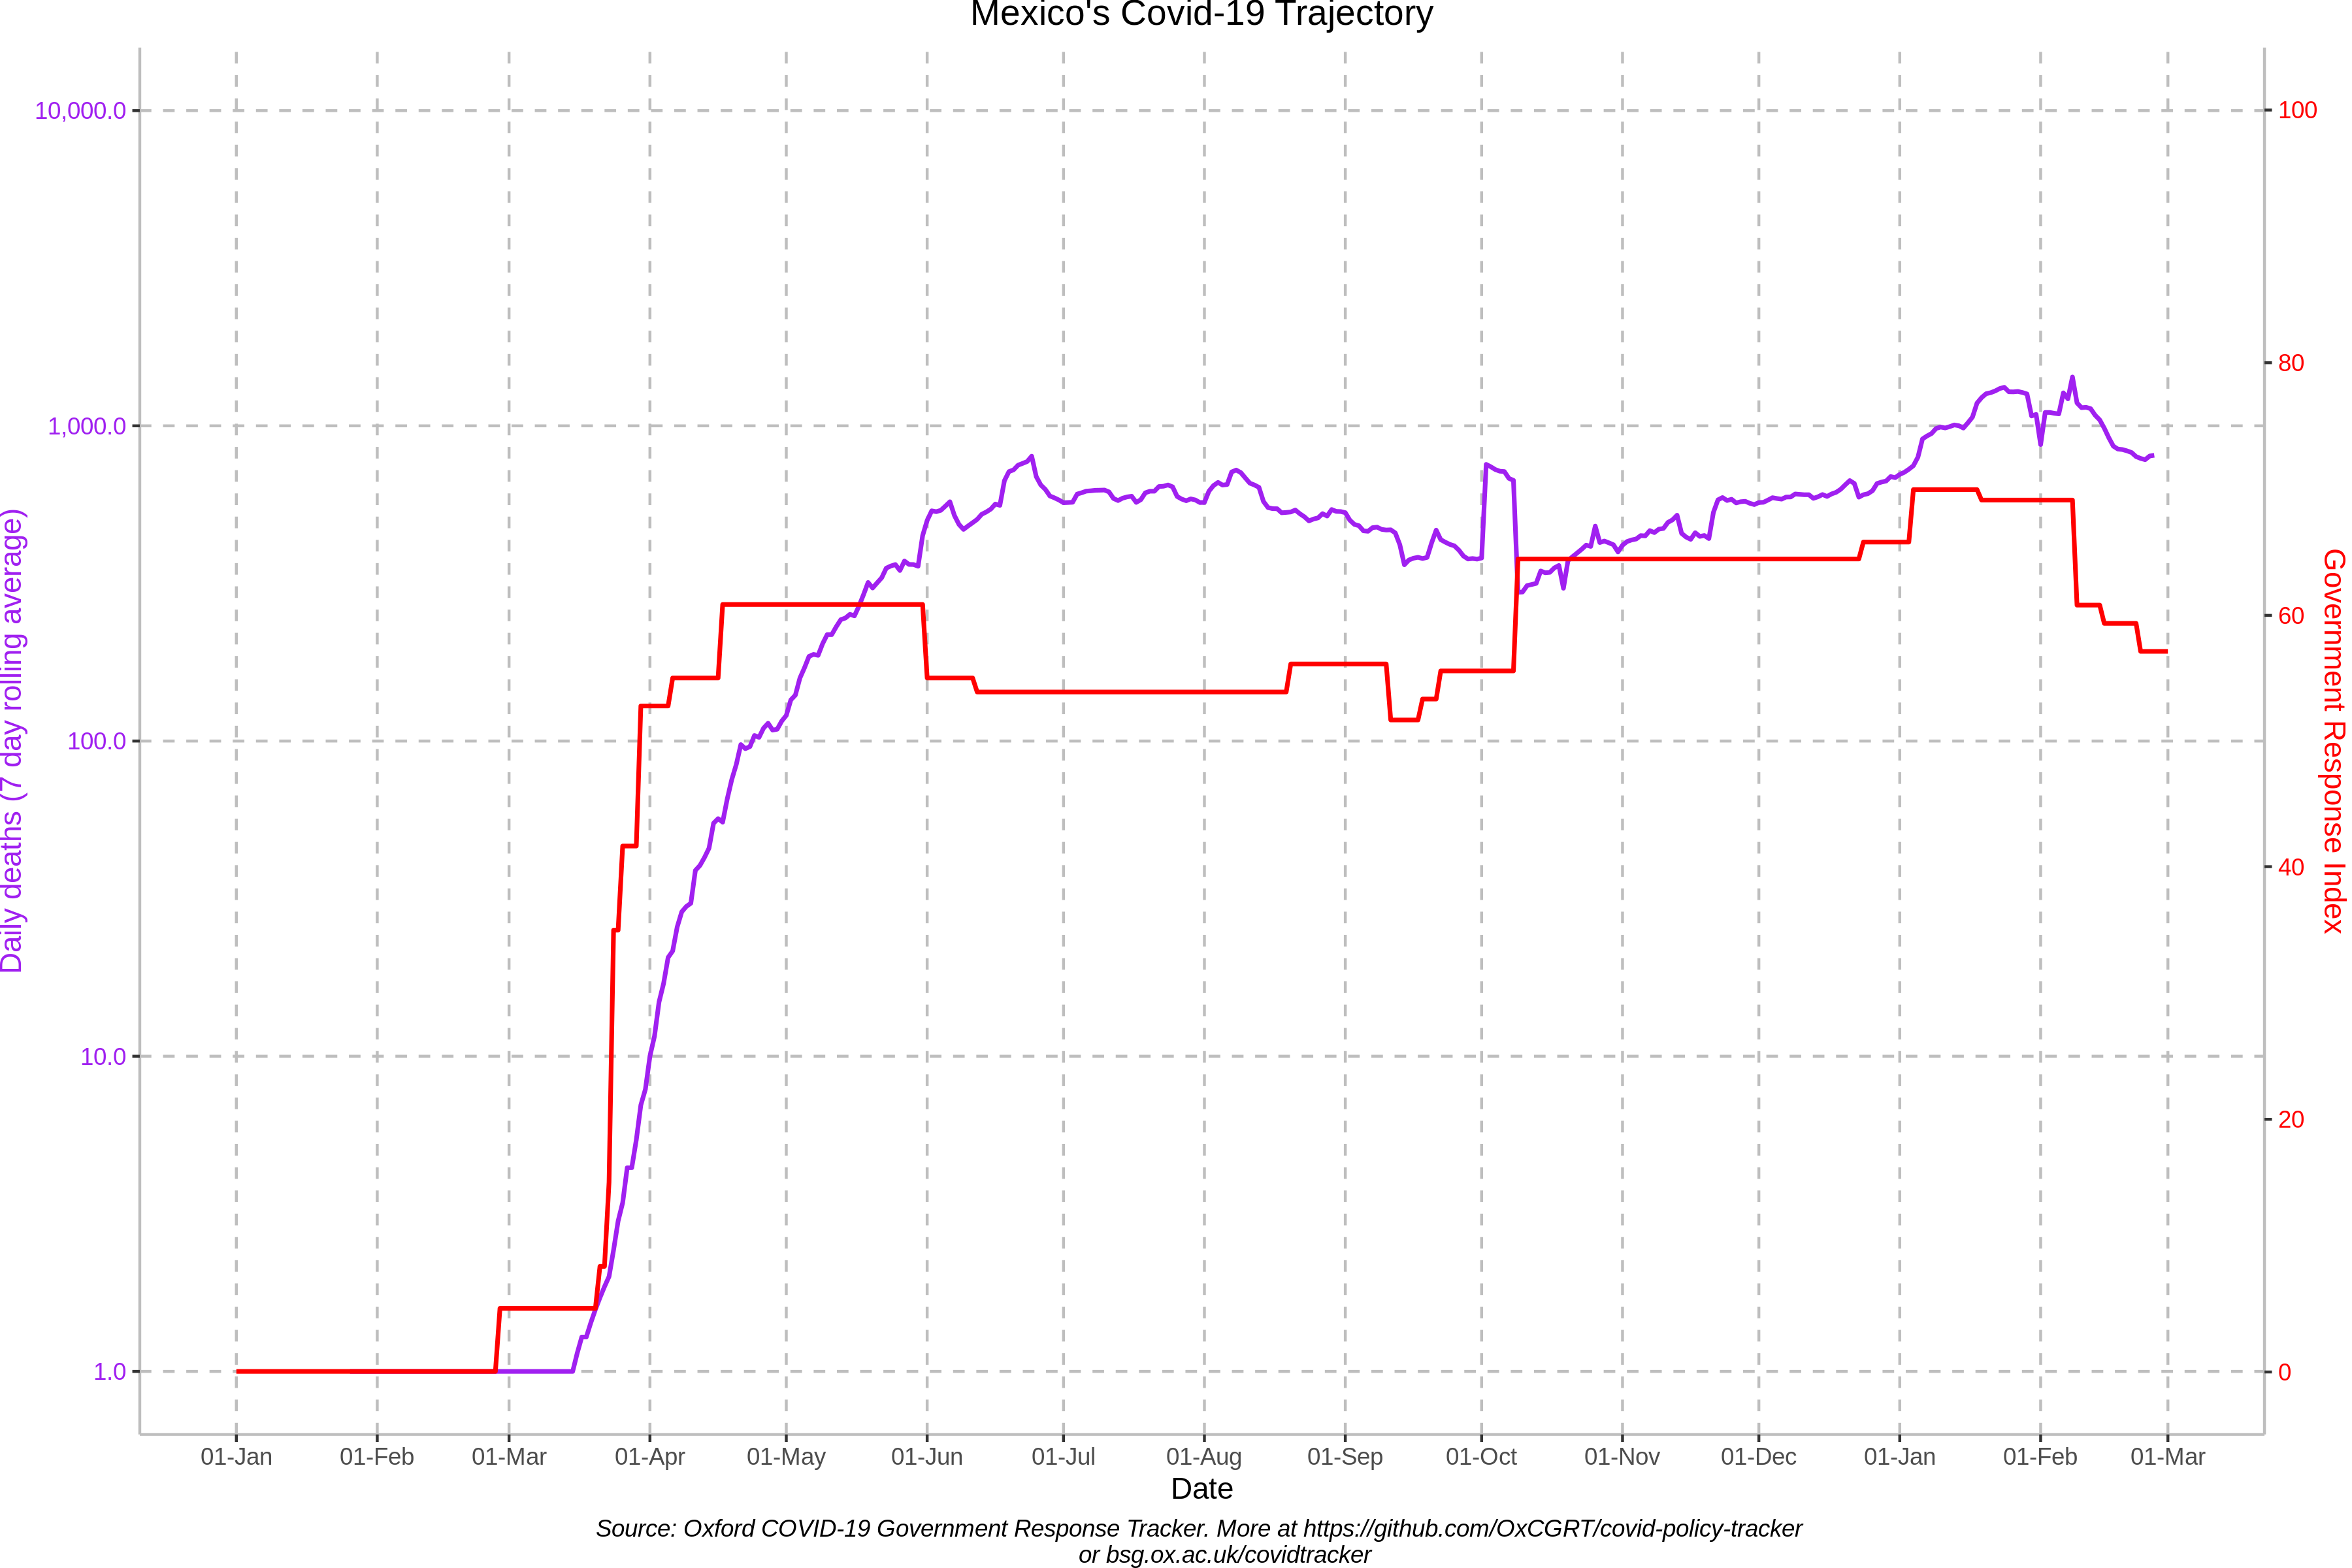 Mexico's Covid-19 Trajectory
10,000.0
1,000.0
100.0
10.0
1.0
Daily deaths (7 day rolling average)
100
80
60
40
20
0
Government Response Index
01-Jan 01-Feb 01-Mar 01-Apr 01-May 01-Jun 01-Jul 01-Aug 01-Sep 01-Oct 01-Nov 01-Dec 01-Jan 01-Feb 01-Mar
Date
Source: Oxford COVID-19 Government Response Tracker. More at https://github.com/OxCGRT/covid-policy-tracker
or bsg.ox.ac.uk/covidtracker